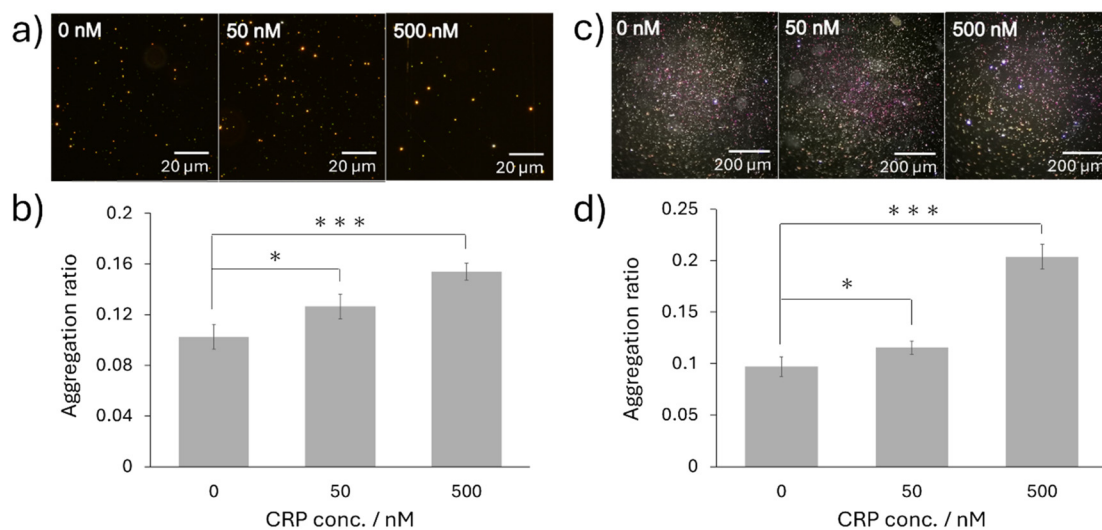 a)
0 nM
50 nM
500 nM
20 µm
20 µm
20 µm
c)
0 nM
50 nM
500 nM
200 µm
200 µm
200 µm
b)
Aggregation ratio
0.2
0.16
0.12
0.08
0.04
0
* * *
*
0
50
500
CRP conc. / nM
d)
Aggregation ratio
0.25
0.2
0.15
0.1
0.05
0
* * *
*
0
50
500
CRP conc. / nM